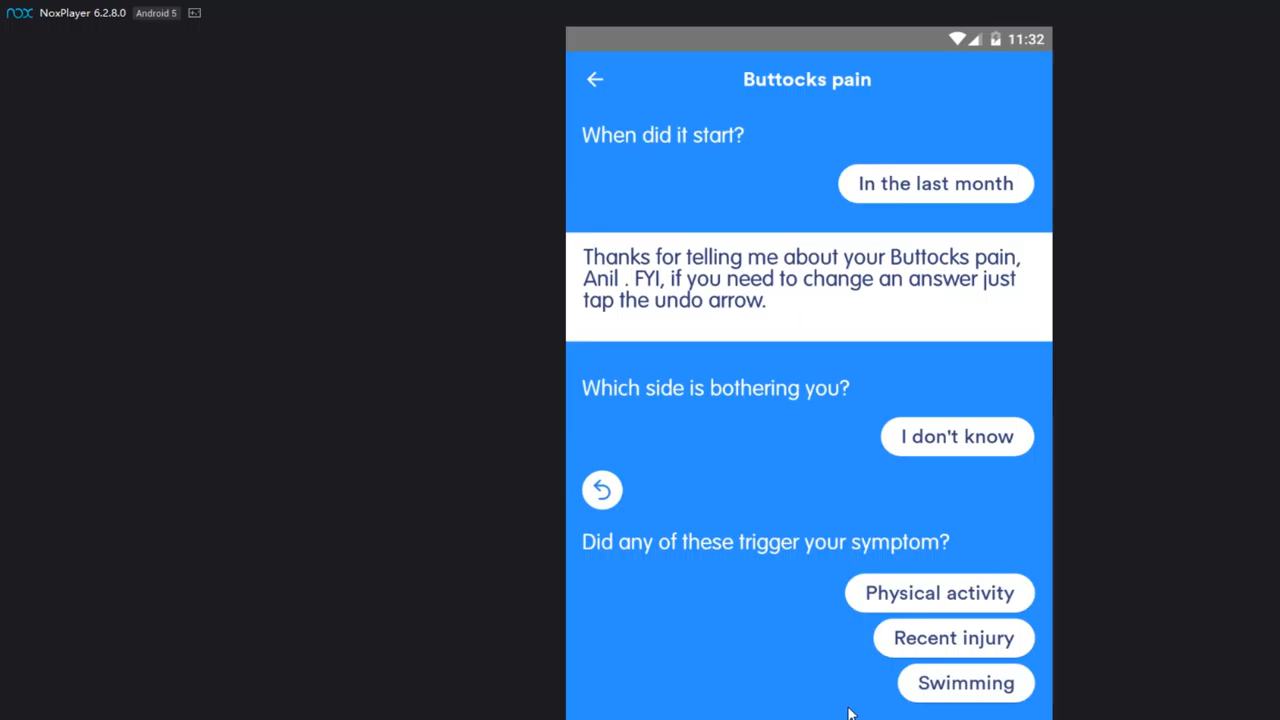 nox NoxPlayer 6.2.8.0 Android 5
11:32
Buttocks pain
When did it start?
In the last month
Thanks for telling me about your Buttocks pain,
Anil . FYI, if you need to change an answer just
tap the undo arrow.
Which side is bothering you?
I don't know
Did any of these trigger your symptom?
Physical activity
Recent injury
Swimming